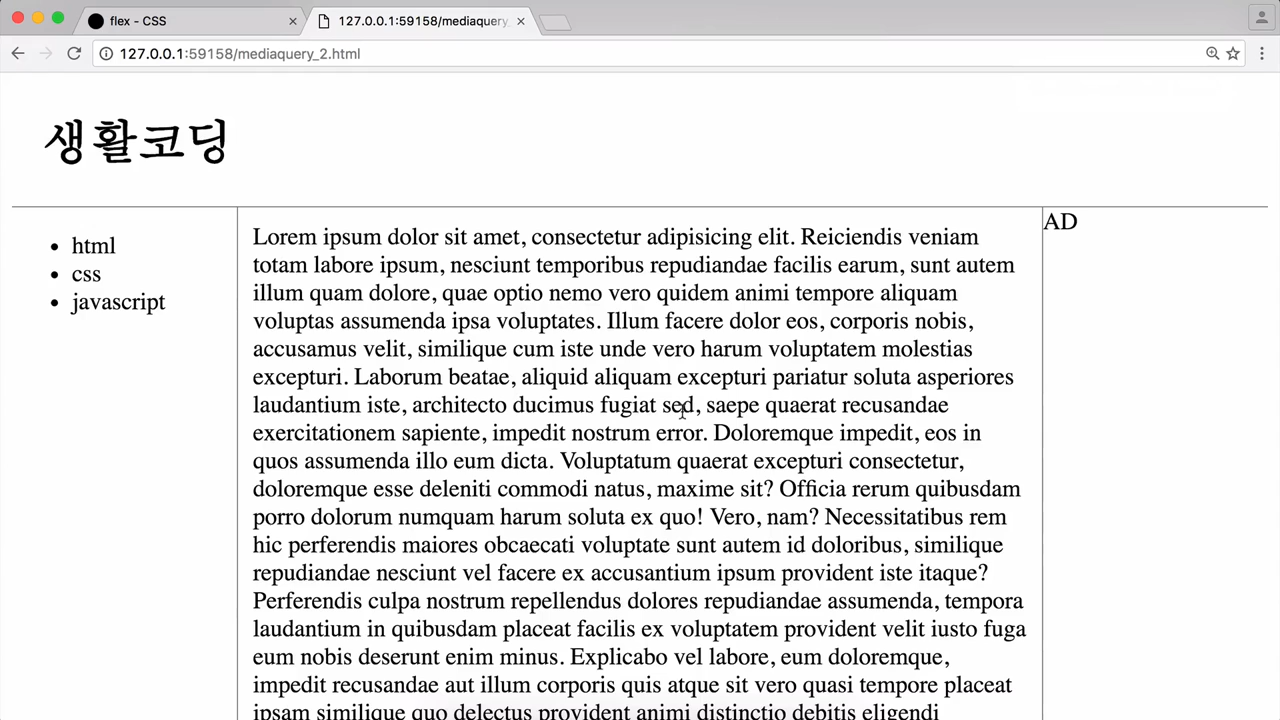 flex - CSS
127.0.0.1:59158/mediaquery
127.0.0.1:59158/mediaquery_2.html
생활코딩
html
css
javascript
Lorem ipsum dolor sit amet, consectetur adipisicing elit. Reiciendis veniam
totam labore ipsum, nesciunt temporibus repudiandae facilis earum, sunt autem
illum quam dolore, quae optio nemo vero quidem animi tempore aliquam
voluptas assumenda ipsa voluptates. Illum facere dolor eos, corporis nobis,
accusamus velit, similique cum iste unde vero harum voluptatem molestias
excepturi. Laborum beatae, aliquid aliquam excepturi pariatur soluta asperiores
laudantium iste, architecto ducimus fugiat sed, saepe quaerat recusandae
exercitationem sapiente, impedit nostrum error. Doloremque impedit, eos in
quos assumenda illo eum dicta. Voluptatum quaerat excepturi consectetur,
doloremque esse deleniti commodi natus, maxime sit? Officia rerum quibusdam
porro dolorum numquam harum soluta ex quo! Vero, nam? Necessitatibus rem
hic perferendis maiores obcaecati voluptate sunt autem id doloribus, similique
repudiandae nesciunt vel facere ex accusantium ipsum provident iste itaque?
Perferendis culpa nostrum repellendus dolores repudiandae assumenda, tempora
laudantium in quibusdam placeat facilis ex voluptatem provident velit iusto fuga
eum nobis deserunt enim minus. Explicabo vel labore, eum doloremque,
impedit recusandae aut illum corporis quis atque sit vero quasi tempore placeat
ipsam similique quo delectus provident animi distinctio debitis eligendi
AD